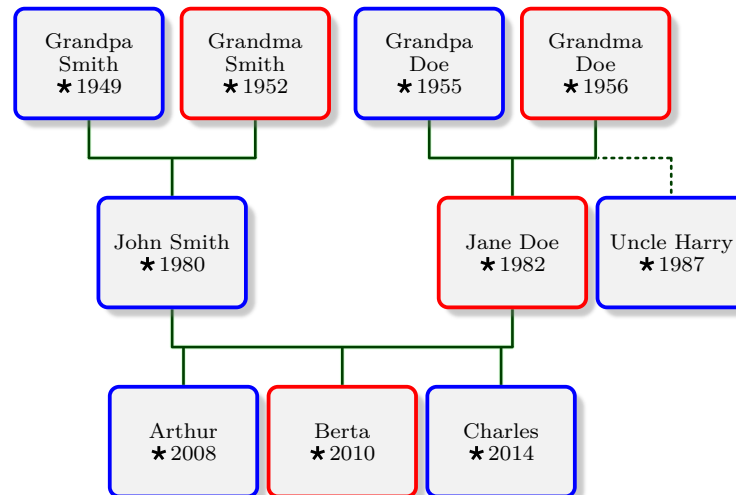 Grandpa
Smith
★ 1949
Grandma
Smith
★ 1952
Grandpa
Doe
★ 1955
Grandma
Doe
★ 1956
John Smith
★ 1980
Jane Doe
★ 1982
Uncle Harry
★ 1987
Arthur
★ 2008
Berta
★ 2010
Charles
★ 2014